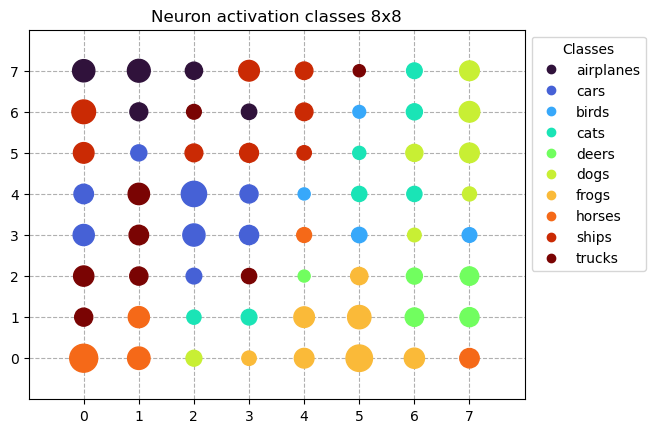 Neuron activation classes 8x8
7
6
5
4
3
2
1
0
0 1 2 3 4 5 6 7
Classes
airplanes
cars
birds
cats
deers
dogs
frogs
horses
ships
trucks